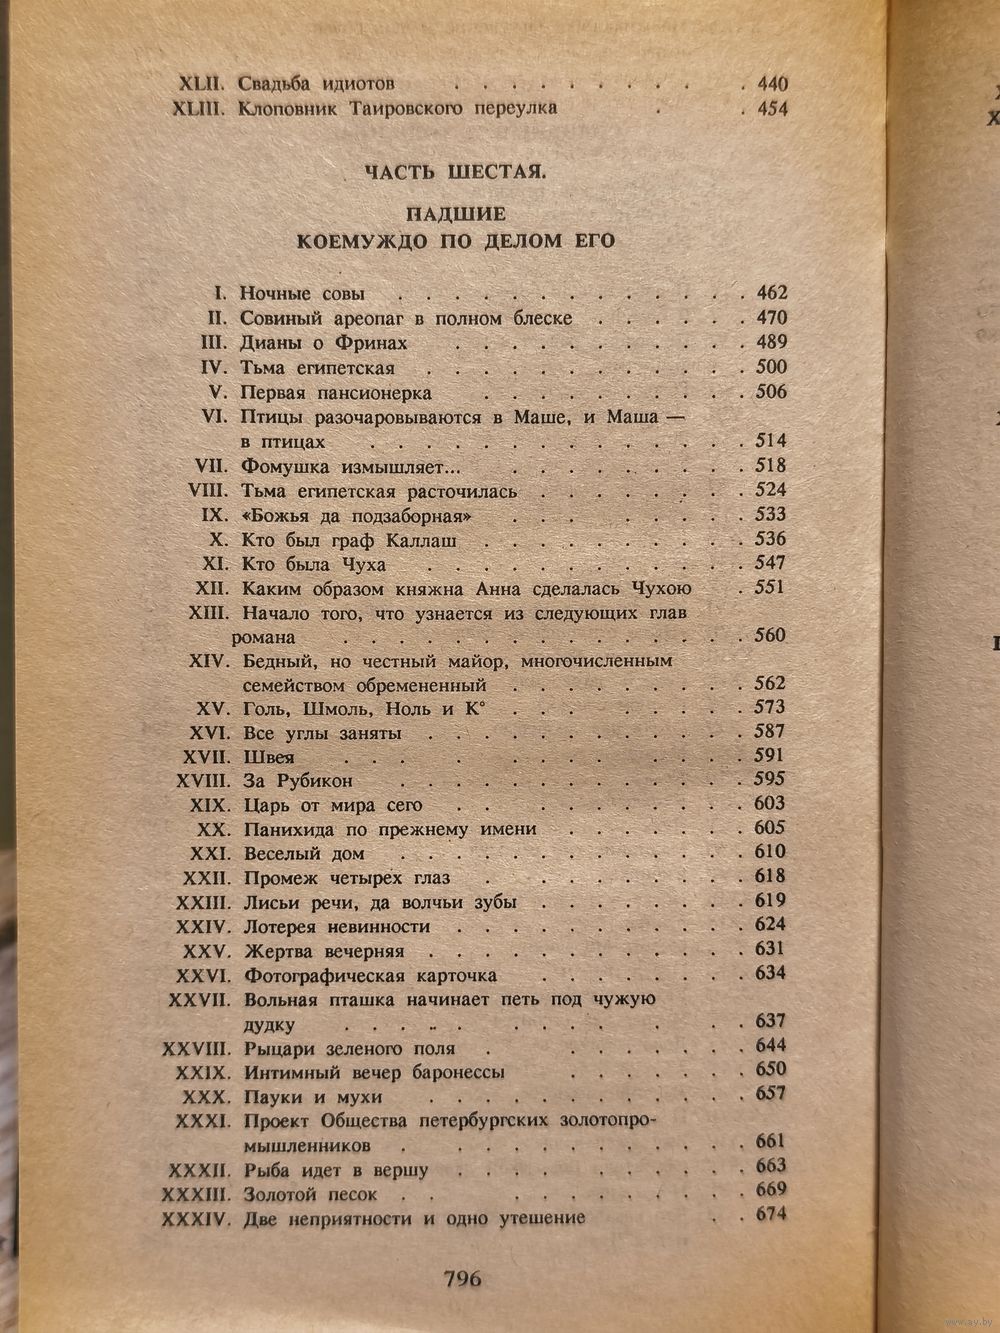 XLII. Свадьба идиотов . . . . . . . . . . 440
XLIII. Клоповник Таировского переулка . . 454
ЧАСТЬ ШЕСТАЯ.
ПАДШИЕ
КОЕМУЖДО ПО ДЕЛОМ ЕГО
I. Ночные совы . . . . . . . . . . . . . 462
II. Совиный ареопаг в полном блеске . . . . . . 470
III. Дианы о Фринах . . . . . . . . . . . 489
IV. Тьма египетская . . . . . . . . . . . . 500
V. Первая пансионерка . . . . . . . . . . 506
VI. Птицы разочаровываются в Маше, и Маша —
в птицах . . . . . . . . . . . . . . 514
VII. Фомушка измышляет... . . . . . . . . . 518
VIII. Тьма египетская расточилась . . . . . . . . 524
IX. «Божья да подзаборная» . . . . . . . . 533
X. Кто был граф Каллаш . . . . . . . . . . 536
XI. Кто была Чуха . . . . . . . . . . . . 547
XII. Каким образом княжна Анна сделалась Чухою . 551
XIII. Начало того, что узнается из следующих глав
романа . . . . . . . . . . . . . . . 560
XIV. Бедный, но честный майор, многочисленным
семейством обремененный . . . . . . . . . 562
XV. Голь, Шмоль, Ноль и К° . . . . . . . . 573
XVI. Все углы заняты . . . . . . . . . . . . 587
XVII. Швея . . . . . . . . . . . . . 591
XVIII. За Рубикон . . . . . . . . . . . . 595
XIX. Царь от мира сего . . . . . . . . . . 603
XX. Панихида по прежнему имени . . . . . . . 605
XXI. Веселый дом . . . . . . . . . . . . . 610
XXII. Промеж четырех глаз . . . . . . . . . 618
XXIII. Лисьи речи, да волчьи зубы . . . . . . . . 619
XXIV. Лотерея невинности . . . . . . . . . . . 624
XXV. Жертва вечерняя . . . . . . . . . . . . 631
XXVI. Фотографическая карточка . . . . . . . . 634
XXVII. Вольная пташка начинает петь под чужую
дудку . . . . . . . . . . . . 637
XXVIII. Рыцари зеленого поля . . . . . . . . 644
XXIX. Интимный вечер баронессы . . . . . . . 650
XXX. Пауки и мухи . . . . . . . . . . . . 657
XXXI. Проект Общества петербургских золотопро-
мышленников . . . . . . . . . . . . 661
XXXII. Рыба идет в вершу . . . . . . . . . . 663
XXXIII. Золотой песок . . . . . . . . . . . 669
XXXIV. Две неприятности и одно утешение . . 674
796
www.ay.by